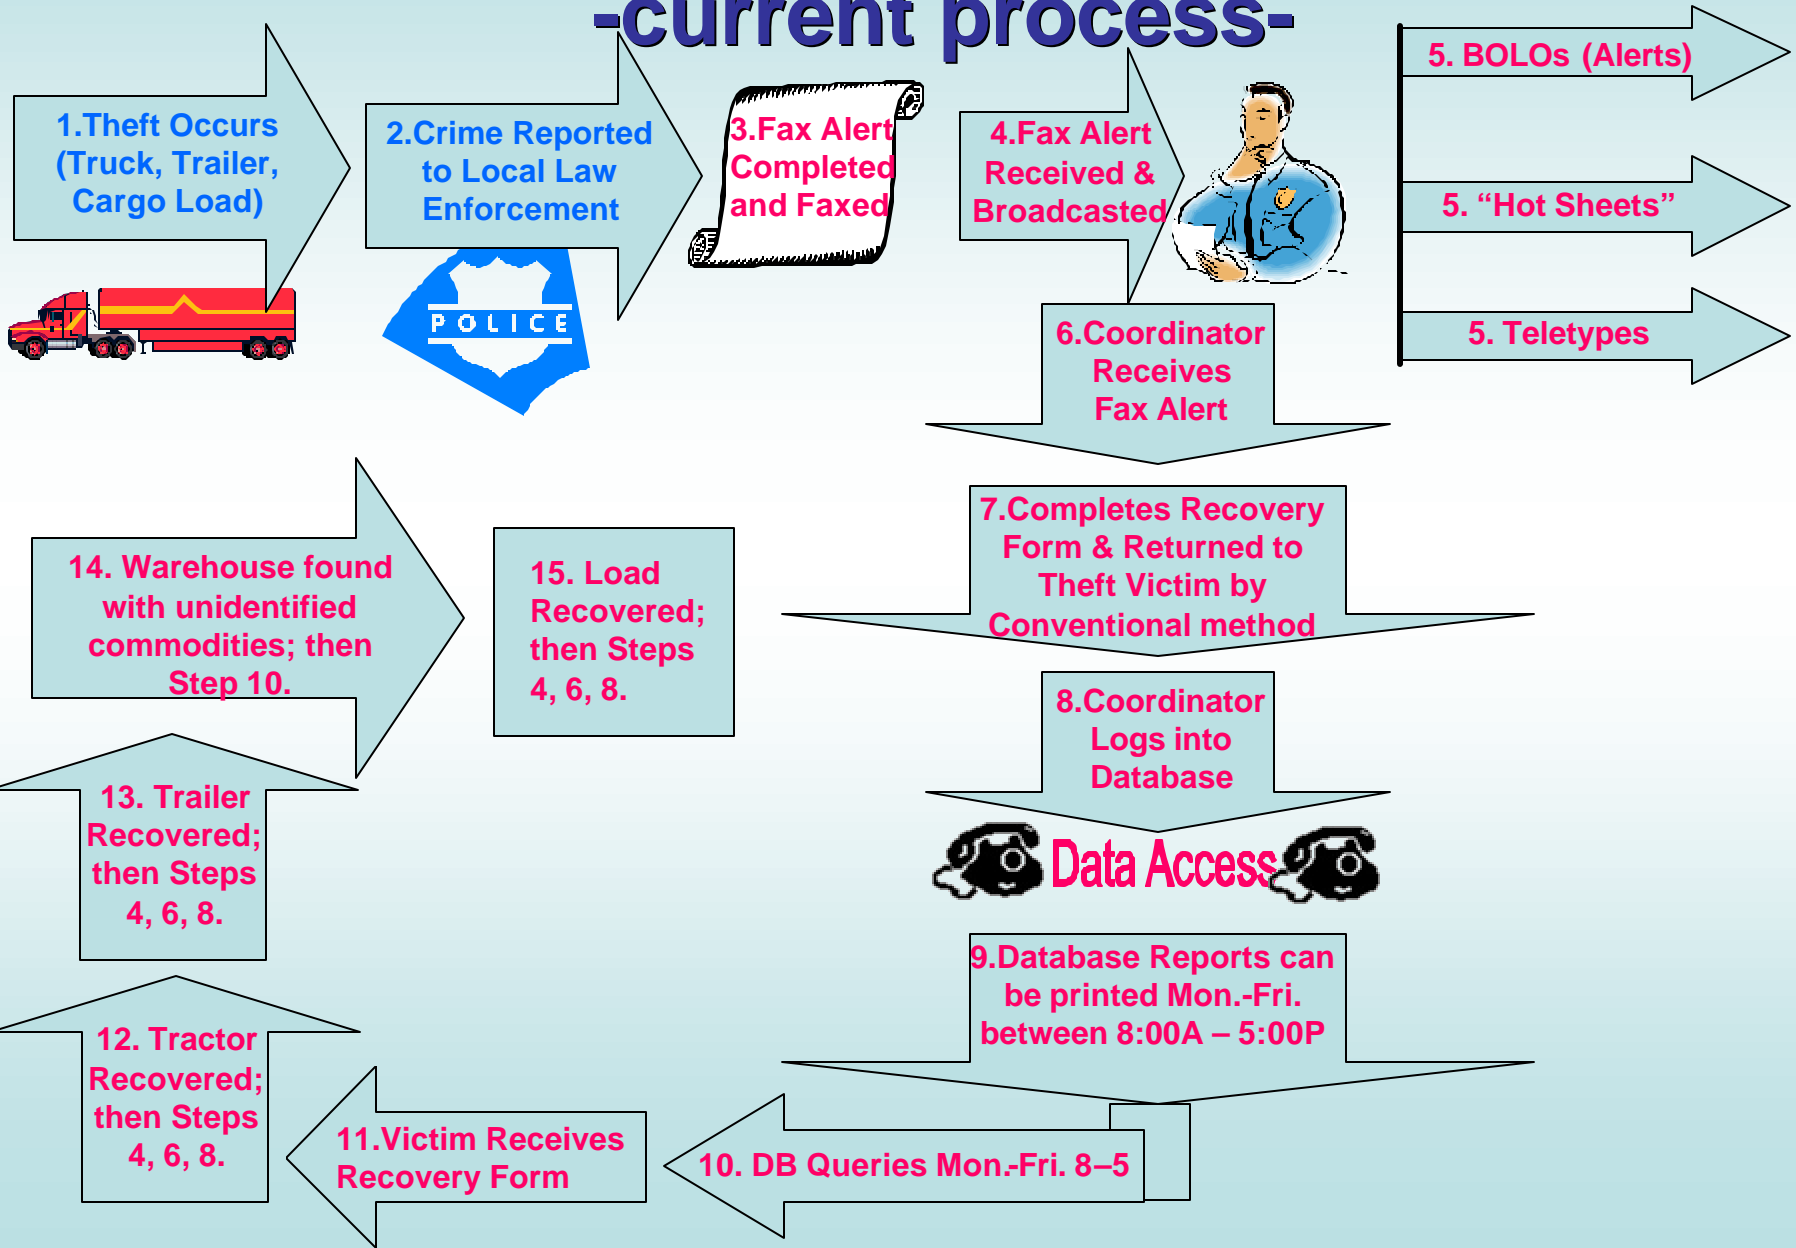 -current process-
1.Theft Occurs
(Truck, Trailer,
Cargo Load)
2.Crime Reported
to Local Law
Enforcement
POLICE
3.Fax Alert
Completed
and Faxed
4.Fax Alert
Received &
Broadcasted
5. BOLOs (Alerts)
5. “Hot Sheets”
5. Teletypes
6.Coordinator
Receives
Fax Alert
7.Completes Recovery
Form & Returned to
Theft Victim by
Conventional method
8.Coordinator
Logs into
Database
Data Access
9.Database Reports can
be printed Mon.-Fri.
between 8:00A – 5:00P
10. DB Queries Mon.-Fri. 8–5
11.Victim Receives
Recovery Form
12. Tractor
Recovered;
then Steps
4, 6, 8.
13. Trailer
Recovered;
then Steps
4, 6, 8.
14. Warehouse found
with unidentified
commodities; then
Step 10.
15. Load
Recovered;
then Steps
4, 6, 8.